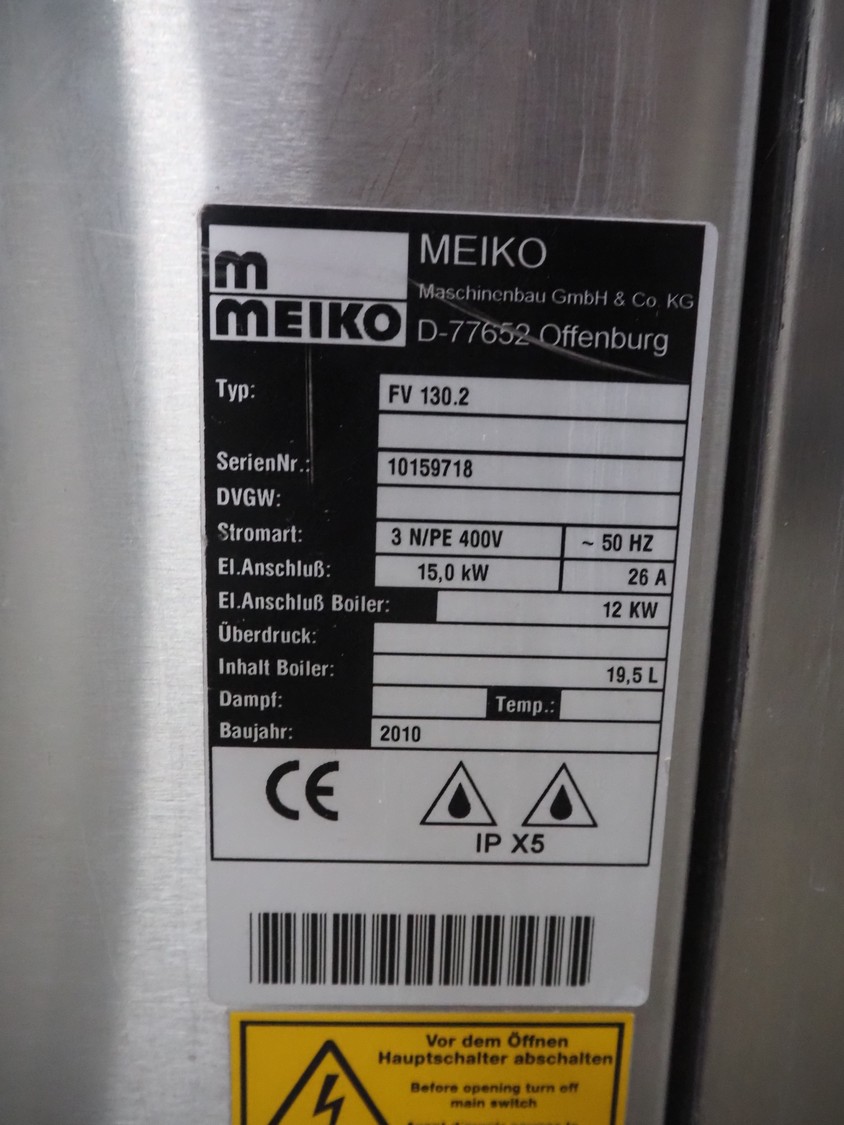 m
MEIKO
MEIKO
Maschinenbau GmbH & Co. KG
D-77652 Offenburg
Typ: FV 130.2
SerienNr.: 10159718
DVGW:
Stromart: 3 N/PE 400V ~ 50 HZ
El.Anschluß: 15,0 kW 26 A
El.Anschluß Boiler: 12 KW
Überdruck:
Inhalt Boiler: 19,5 L
Dampf: Temp.:
Baujahr: 2010
CE
IP X5
Vor dem Öffnen
Hauptschalter abschalten
Before opening turn off
main switch